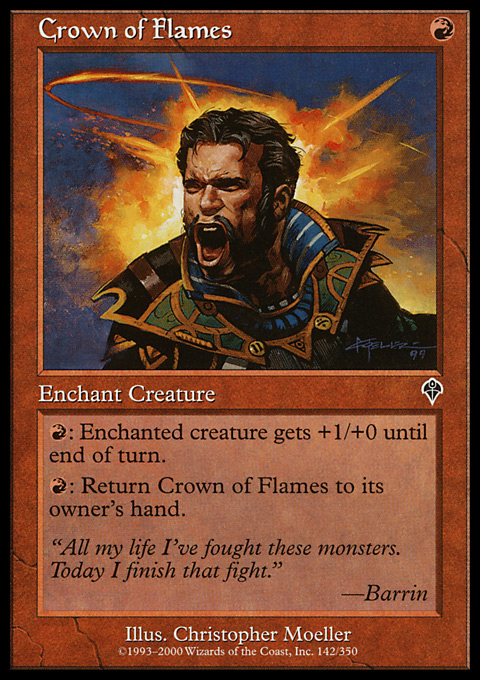 Crown of Flames
Enchant Creature
: Enchanted creature gets +1/+0 until
end of turn.
: Return Crown of Flames to its
owner's hand.
"All my life I've fought these monsters.
Today I finish that fight."
—Barrin
Illus. Christopher Moeller
©1993–2000 Wizards of the Coast, Inc. 142/350